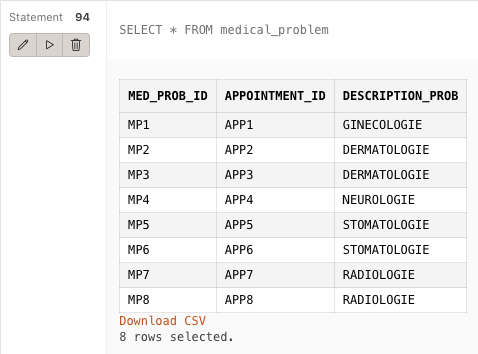 Statement 94
SELECT * FROM medical_problem
MED_PROB_ID APPOINTMENT_ID DESCRIPTION_PROB
MP1 APP1 GINECOLOGIE
MP2 APP2 DERMATOLOGIE
MP3 APP3 DERMATOLOGIE
MP4 APP4 NEUROLOGIE
MP5 APP5 STOMATOLOGIE
MP6 APP6 STOMATOLOGIE
MP7 APP7 RADIOLOGIE
MP8 APP8 RADIOLOGIE
Download CSV
8 rows selected.